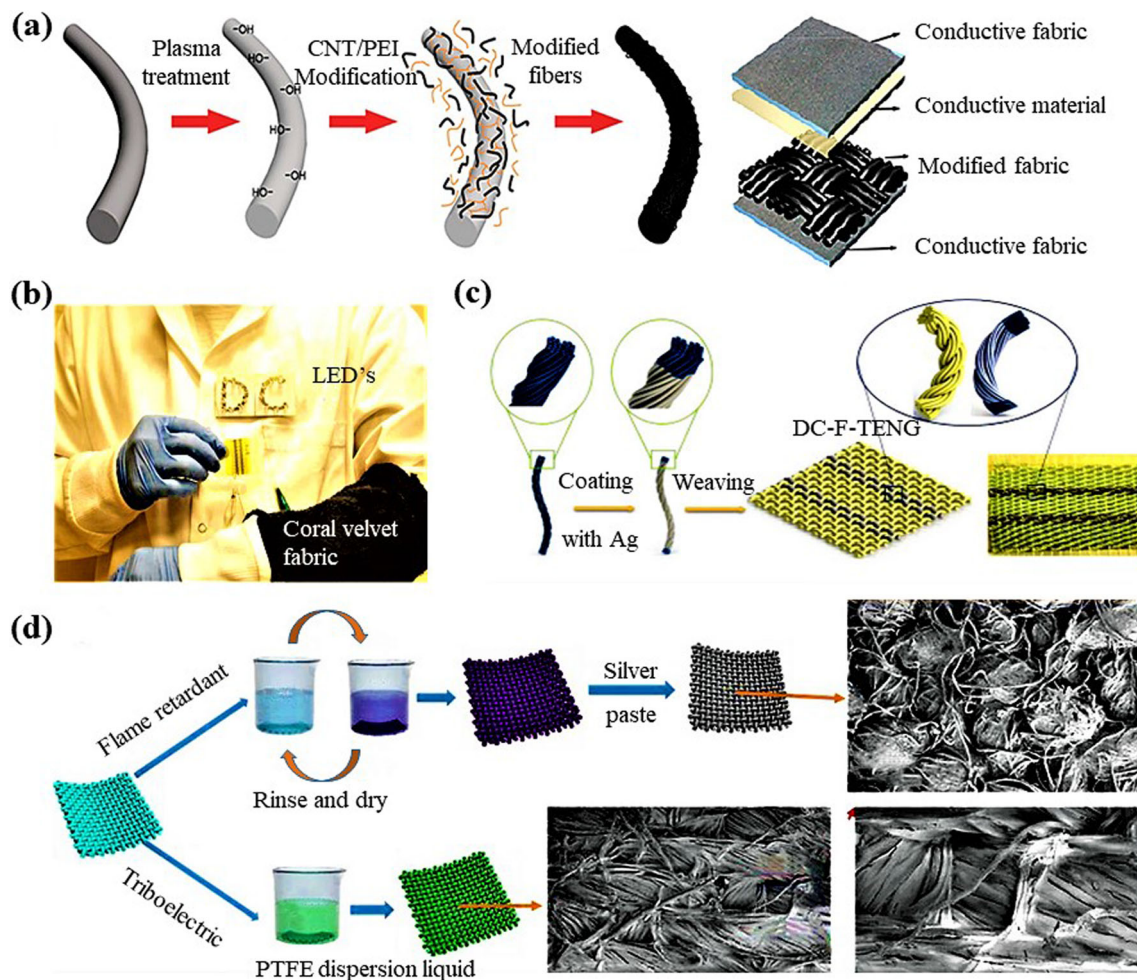 (a)
Plasma
treatment
-OH
HO-
-OH
HO-
-OH
HO-
CNT/PEI
Modification
Modified
fibers
Conductive fabric
Conductive material
Modified fabric
Conductive fabric
(b)
D C
LED's
Coral velvet
fabric
(c)
Coating
with Ag
Weaving
DC-F-TENG
(d)
Flame retardant
Rinse and dry
Silver
paste
Triboelectric
PTFE dispersion liquid